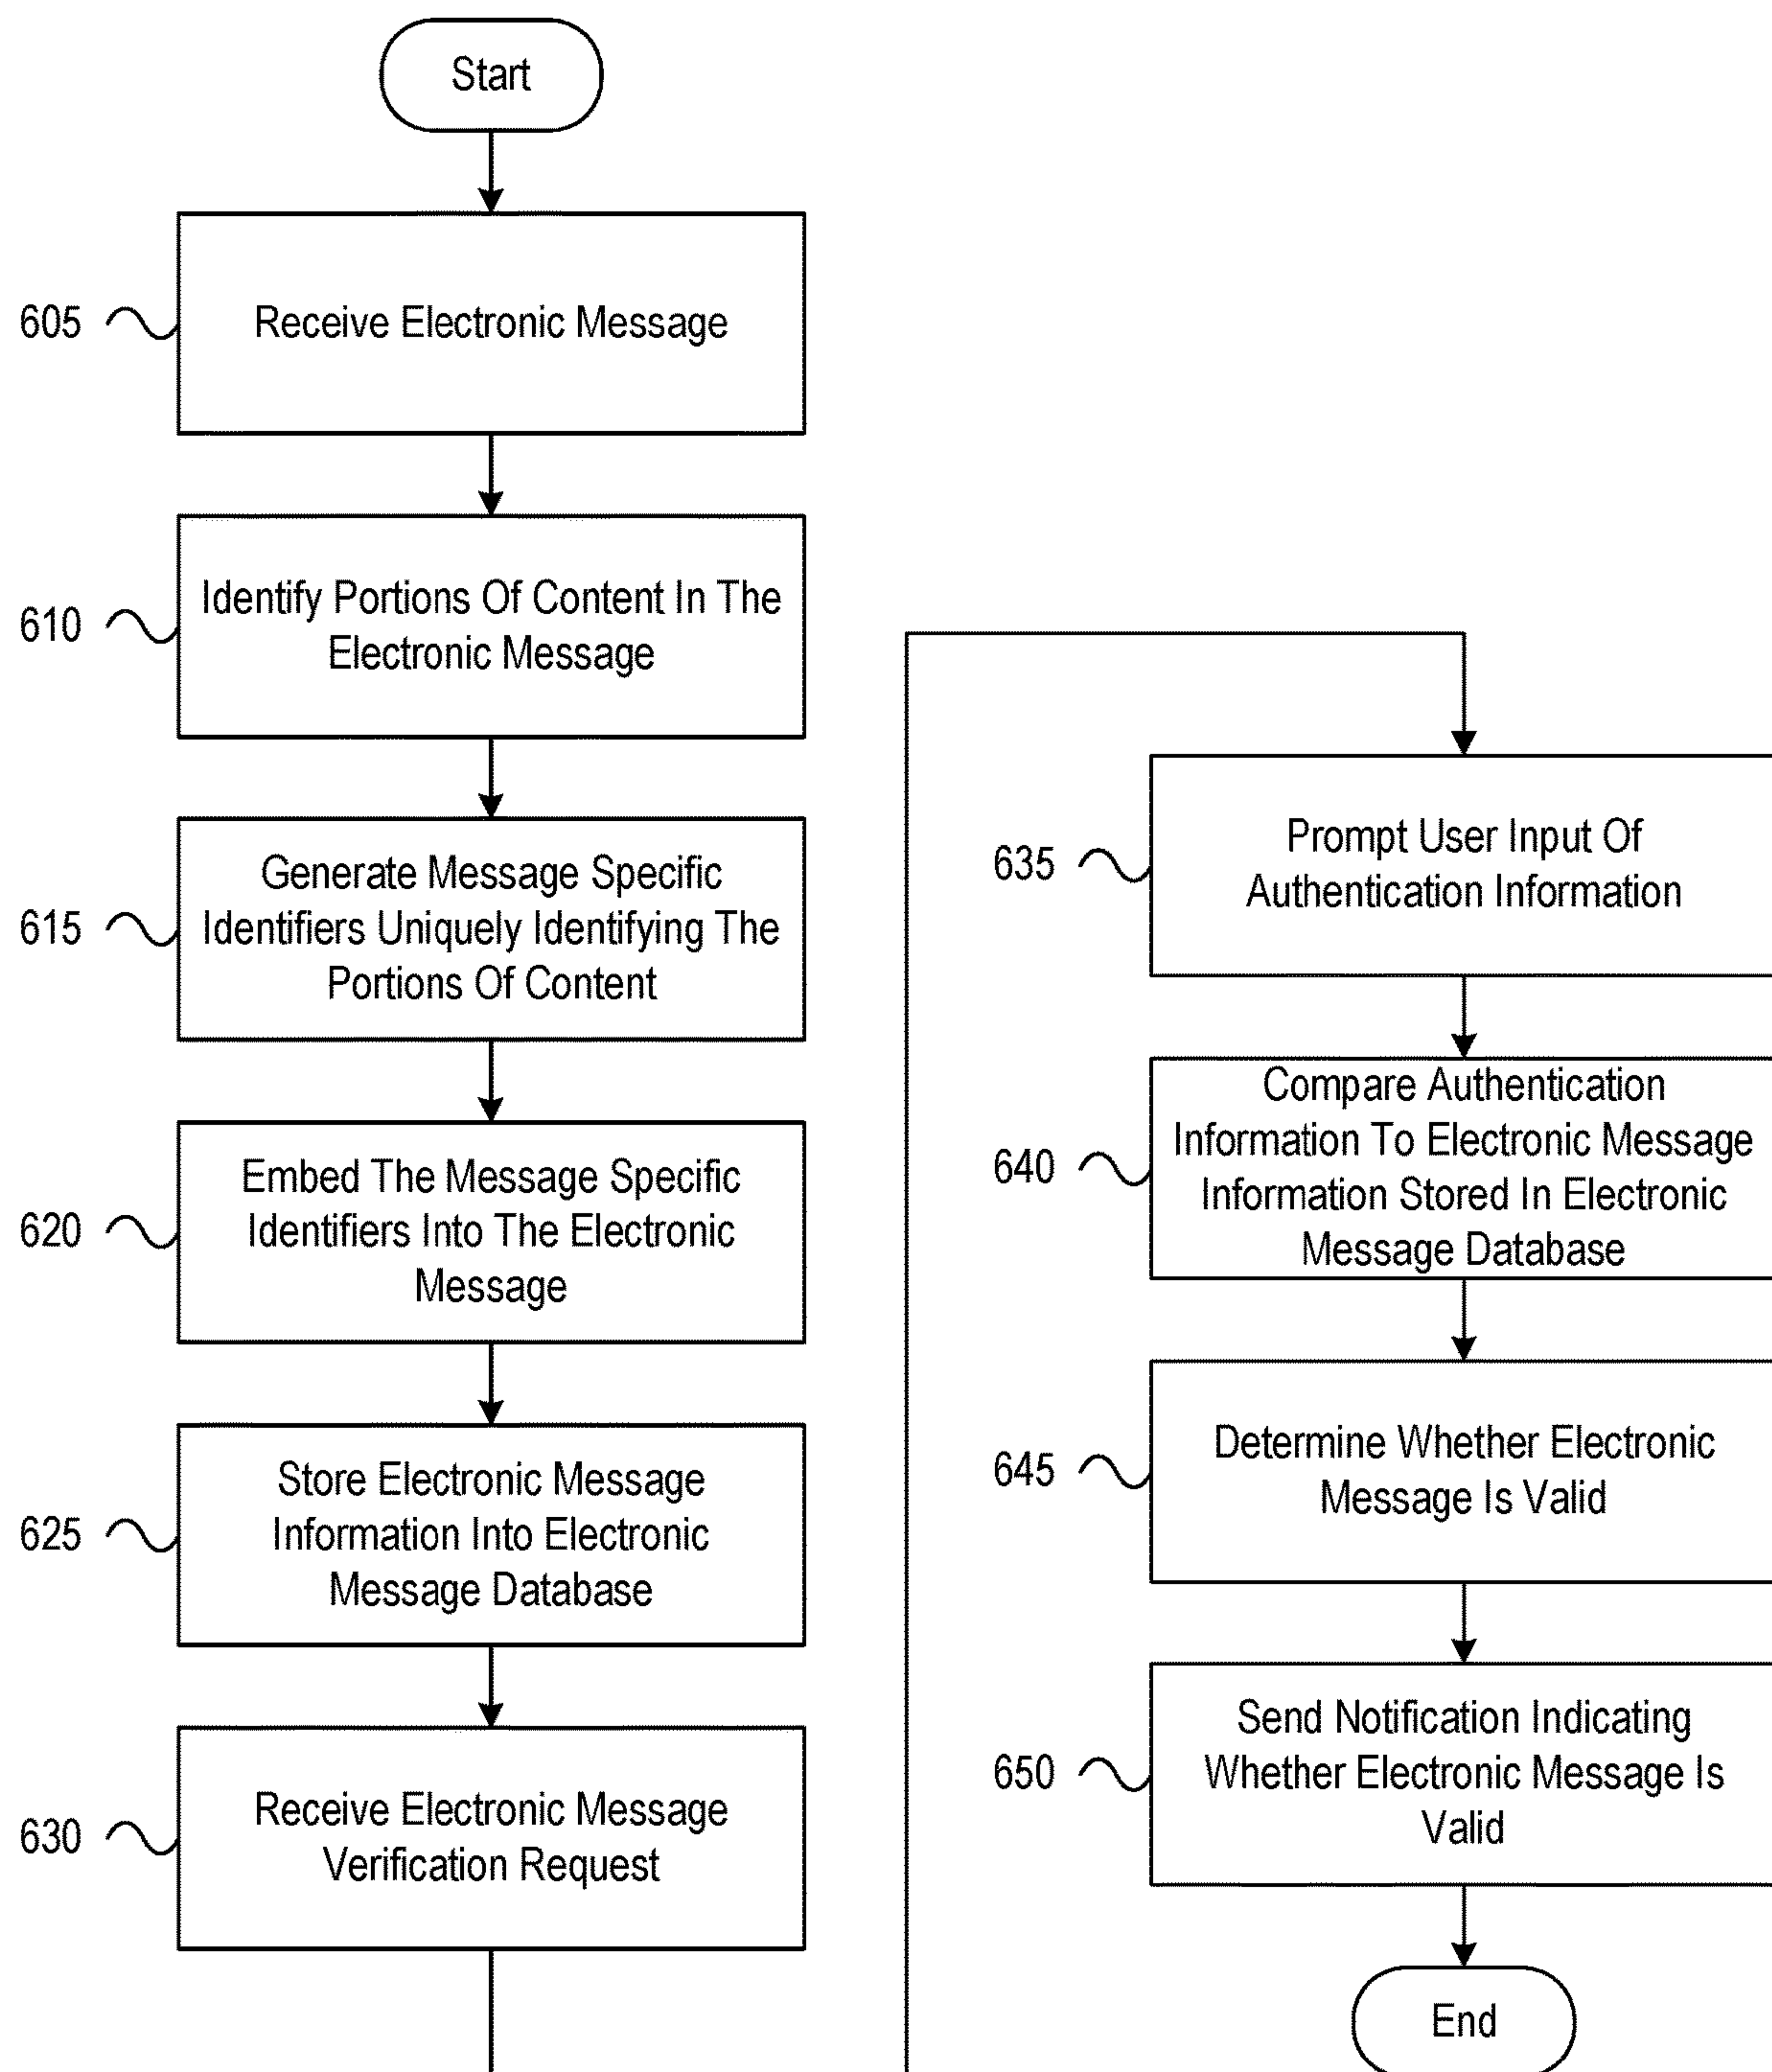 Start
605
Receive Electronic Message
610
Identify Portions Of Content In The
Electronic Message
615
Generate Message Specific
Identifiers Uniquely Identifying The
Portions Of Content
620
Embed The Message Specific
Identifiers Into The Electronic
Message
625
Store Electronic Message
Information Into Electronic
Message Database
630
Receive Electronic Message
Verification Request
635
Prompt User Input Of
Authentication Information
640
Compare Authentication
Information To Electronic Message
Information Stored In Electronic
Message Database
645
Determine Whether Electronic
Message Is Valid
650
Send Notification Indicating
Whether Electronic Message Is
Valid
End